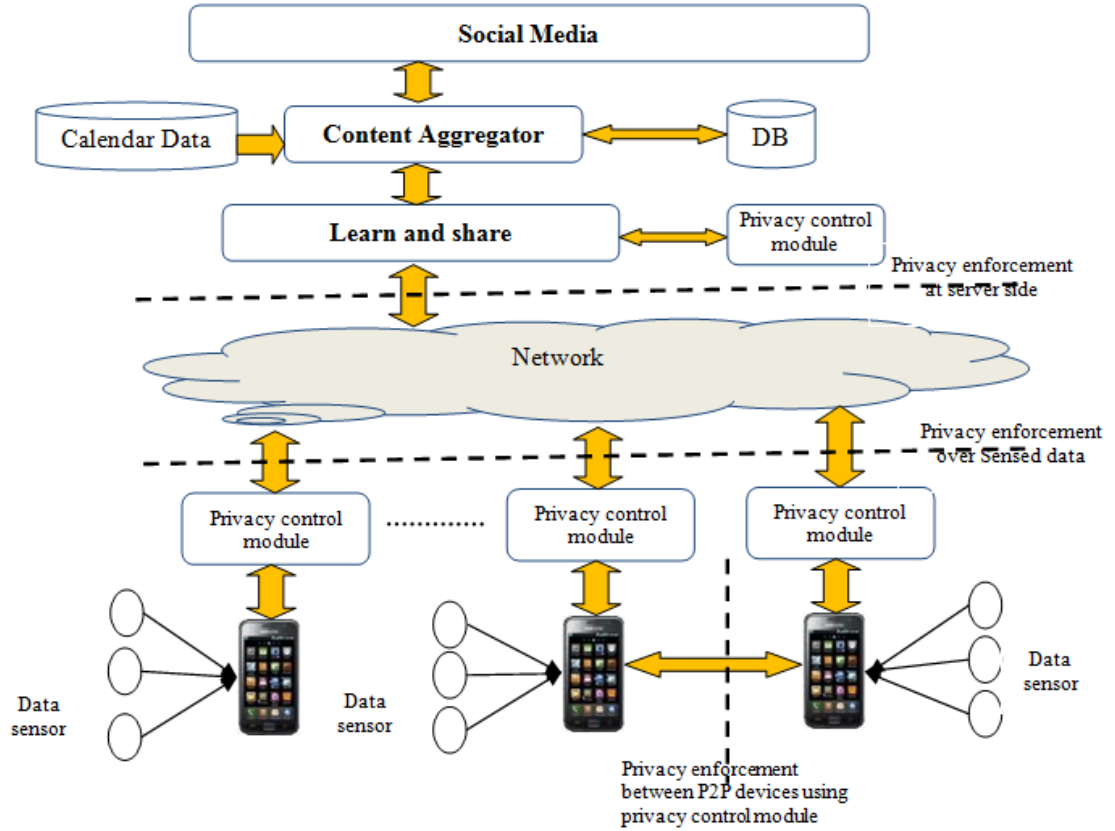 Social Media
Calendar Data
Content Aggregator
DB
Learn and share
Privacy control
module
Privacy enforcement
at server side
Network
Privacy enforcement
over Sensed data
Privacy control
module
Privacy control
module
Privacy control
module
Data
sensor
Data
sensor
Data
sensor
Privacy enforcement
between P2P devices using
privacy control module